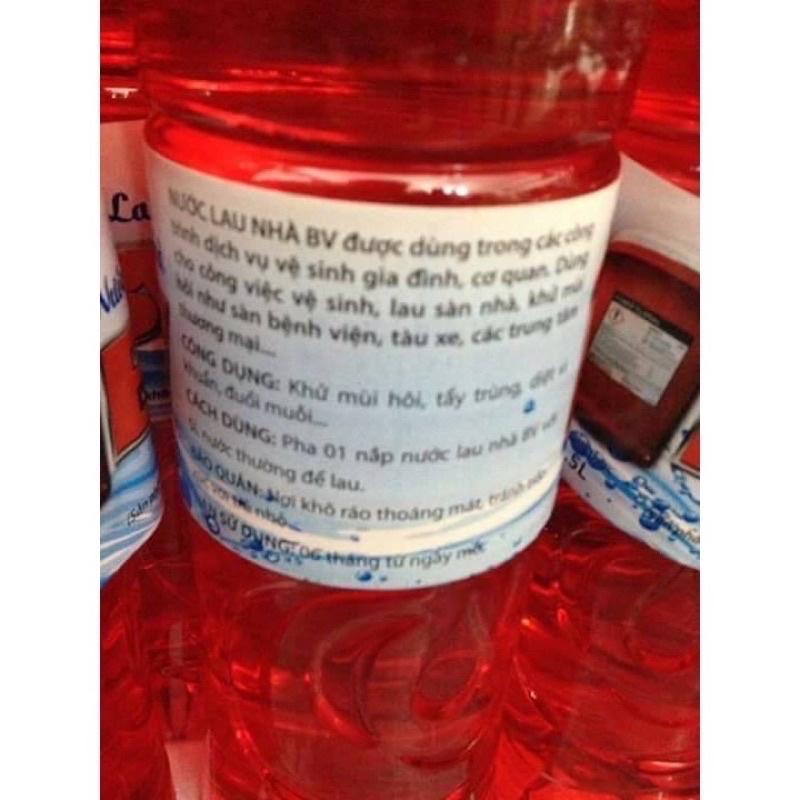 NƯỚC LAU NHÀ BV được dùng trong các công
trình dịch vụ vệ sinh gia đình, cơ quan. Dùng
cho công việc vệ sinh, lau sàn nhà, khử mùi
hôi như sàn bệnh viện, tàu xe, các trung tâm
thương mại...
CÔNG DỤNG: Khử mùi hôi, tẩy trùng, diệt vi
khuẩn, đuổi muỗi...
CÁCH DÙNG: Pha 01 nắp nước lau nhà BV với
nước thường để lau.
BẢO QUẢN: Nơi khô ráo thoáng mát, tránh
nhỏ
SỬ DỤNG: 06 tháng từ ngày mở
La
5L